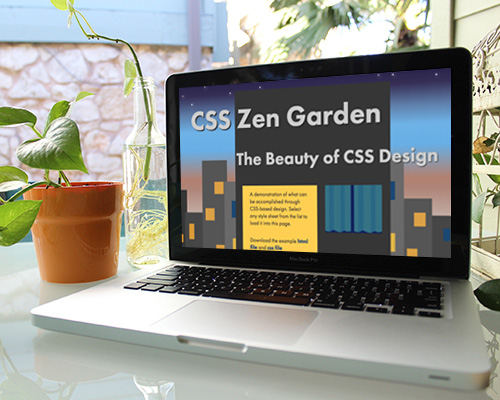 CSS Zen Garden
The Beauty of CSS Design
A demonstration of what can
be accomplished through
CSS-based design. Select
any style sheet from the list to
load it into this page.
Download the example html
file and css file
MacBook Pro